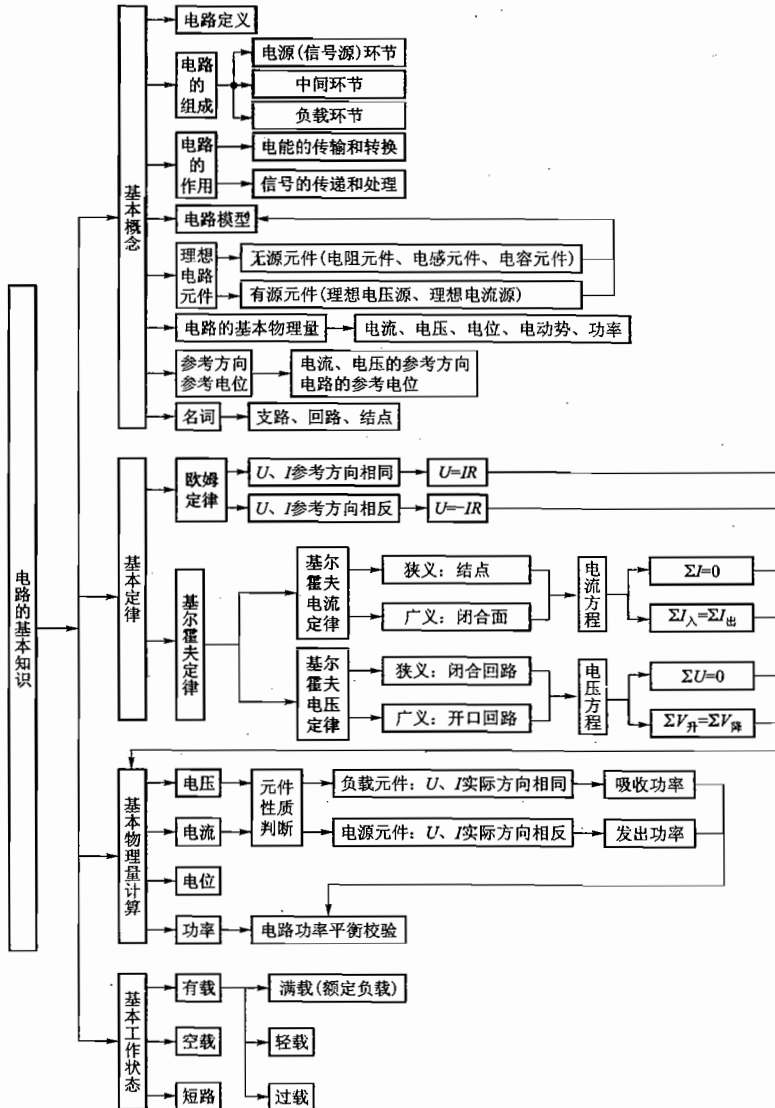 电路的基本知识
基本概念
电路定义
电路
的
组成
电源(信号源)环节
中间环节
负载环节
电路
的
作用
电能的传输和转换
信号的传递和处理
电路模型
理想
电路
元件
无源元件(电阻元件、电感元件、电容元件)
有源元件(理想电压源、理想电流源)
电路的基本物理量
电流、电压、电位、电动势、功率
参考方向
参考电位
电流、电压的参考方向
电路的参考电位
名词
支路、回路、结点
基本定律
欧姆
定律
U、I参考方向相同
U=IR
U、I参考方向相反
U=-IR
基尔霍夫定律
基尔
霍夫
电流
定律
狭义：结点
广义：闭合面
电流方程
ΣI=0
ΣI入=ΣI出
基尔
霍夫
电压
定律
狭义：闭合回路
广义：开口回路
电压方程
ΣU=0
ΣV升=ΣV降
基本物理量计算
电压
电流
元件
性质
判断
负载元件：U、I实际方向相同
吸收功率
电源元件：U、I实际方向相反
发出功率
电位
功率
电路功率平衡校验
基本工作状态
有载
满载(额定负载)
空载
轻载
短路
过载